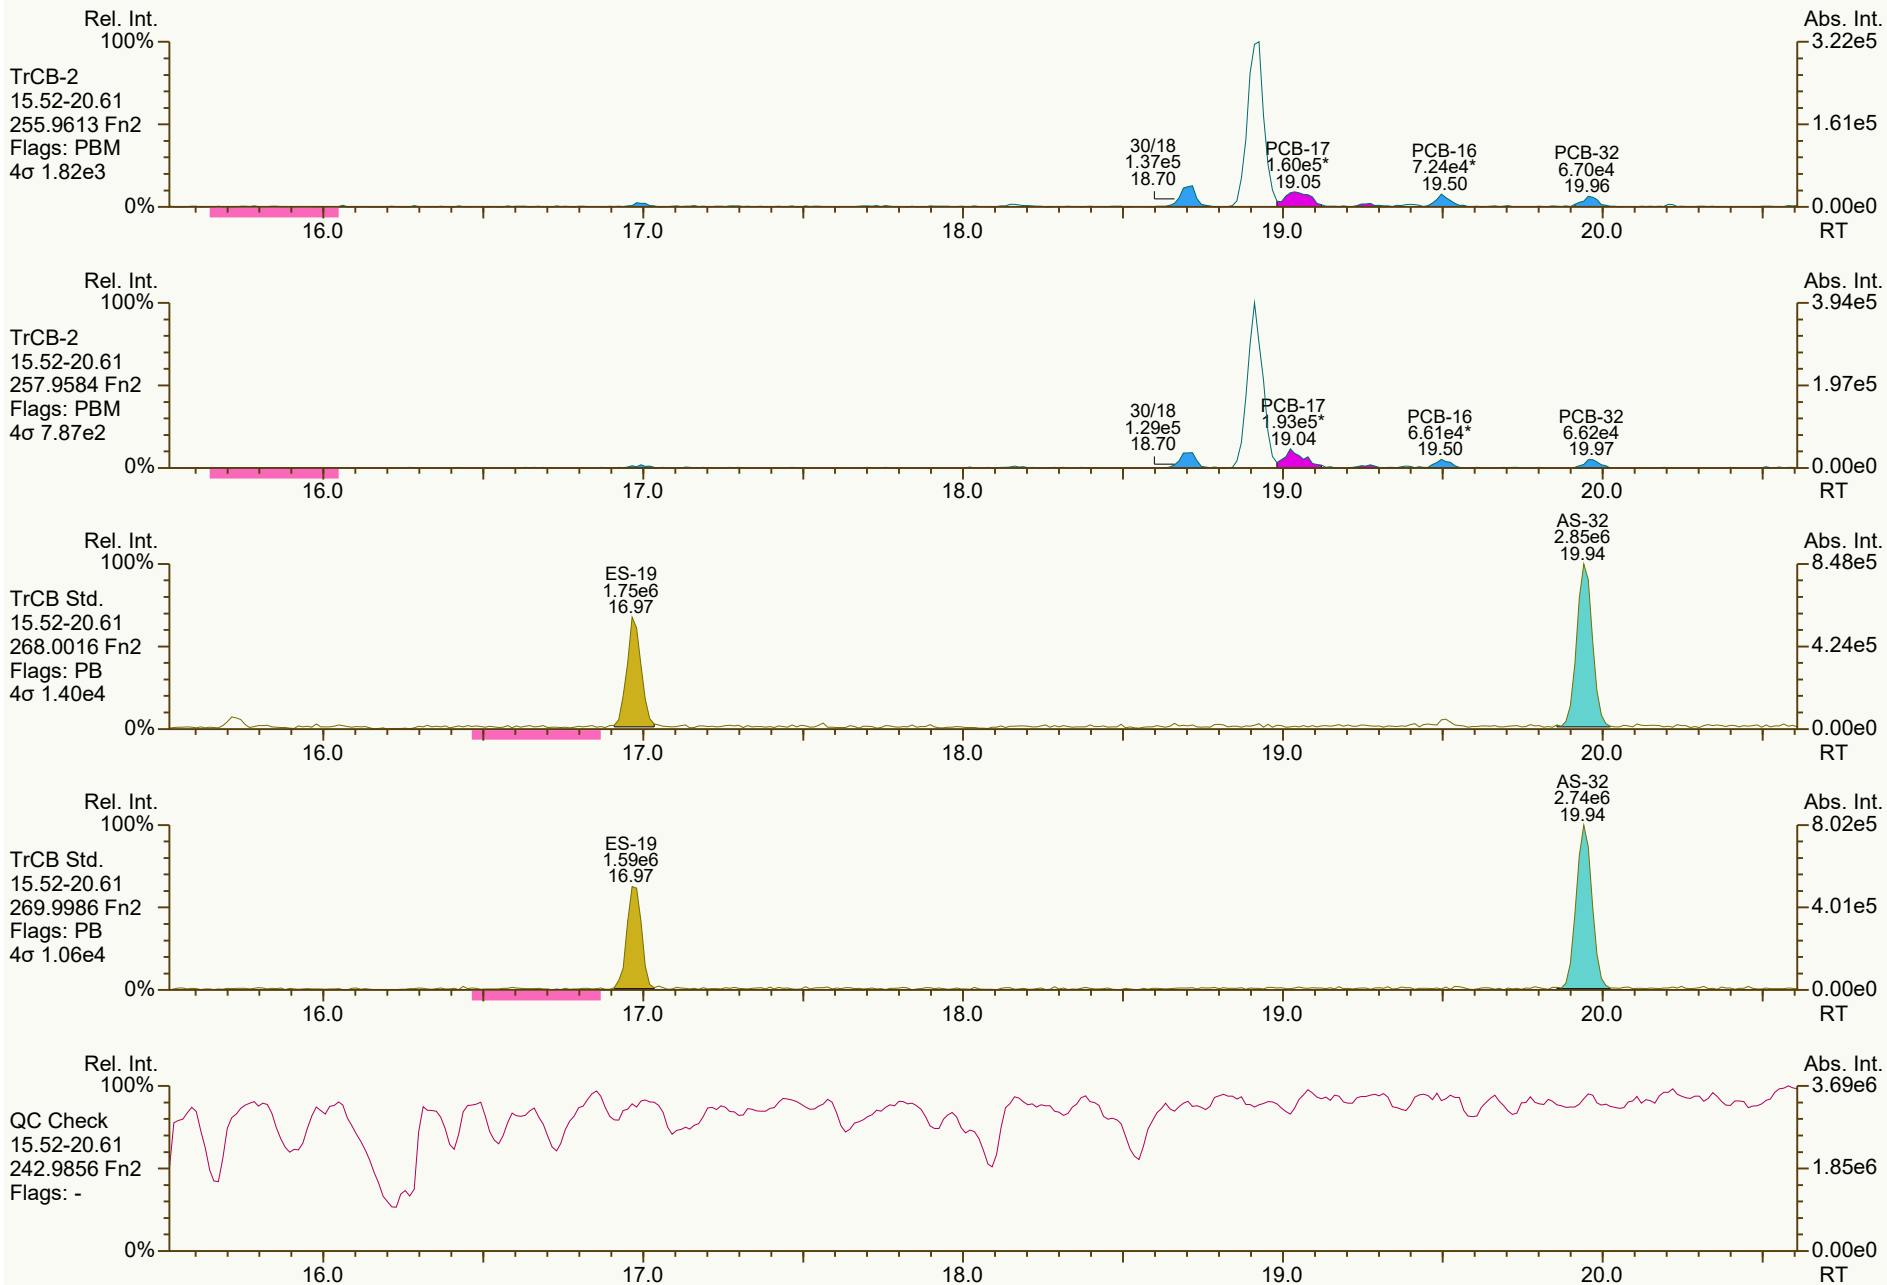 Rel. Int.
Abs. Int.
100%
3.22e5
TrCB-2
15.52-20.61
255.9613 Fn2
Flags: PBM
4σ 1.82e3
1.61e5
30/18
1.37e5
18.70
PCB-17
1.60e5*
19.05
PCB-16
7.24e4*
19.50
PCB-32
6.70e4
19.96
0%
0.00e0
16.0
17.0
18.0
19.0
20.0
RT
Rel. Int.
Abs. Int.
100%
3.94e5
TrCB-2
15.52-20.61
257.9584 Fn2
Flags: PBM
4σ 7.87e2
1.97e5
30/18
1.29e5
18.70
PCB-17
1.93e5*
19.04
PCB-16
6.61e4*
19.50
PCB-32
6.62e4
19.97
0%
0.00e0
16.0
17.0
18.0
19.0
20.0
RT
Rel. Int.
Abs. Int.
100%
8.48e5
TrCB Std.
15.52-20.61
268.0016 Fn2
Flags: PB
4σ 1.40e4
4.24e5
ES-19
1.75e6
16.97
AS-32
2.85e6
19.94
0%
0.00e0
16.0
17.0
18.0
19.0
20.0
RT
Rel. Int.
Abs. Int.
100%
8.02e5
TrCB Std.
15.52-20.61
269.9986 Fn2
Flags: PB
4σ 1.06e4
4.01e5
ES-19
1.59e6
16.97
AS-32
2.74e6
19.94
0%
0.00e0
16.0
17.0
18.0
19.0
20.0
RT
Rel. Int.
Abs. Int.
100%
3.69e6
QC Check
15.52-20.61
242.9856 Fn2
Flags: -
1.85e6
0%
0.00e0
16.0
17.0
18.0
19.0
20.0
RT